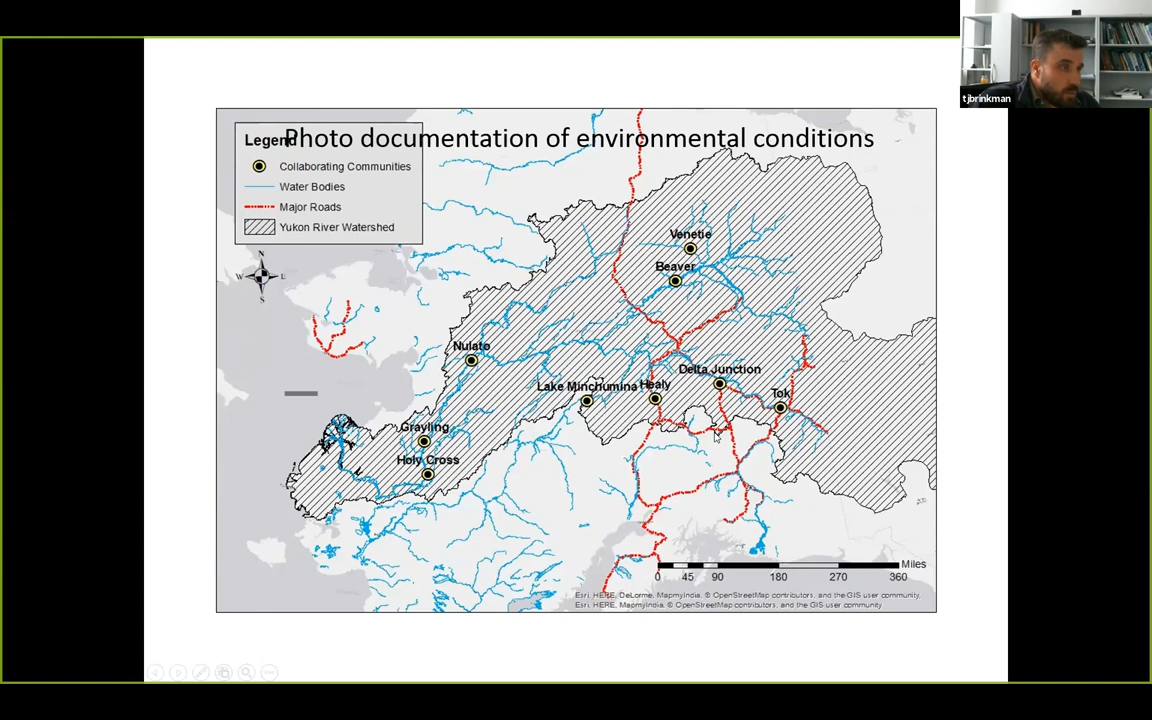 tjbrinkman
Photo documentation of environmental conditions
Legend
Collaborating Communities
Water Bodies
Major Roads
Yukon River Watershed
N
W E
S
Venetie
Beaver
Nulato
Delta Junction
Lake Minchumina
Healy
Tok
Grayling
Holy Cross
Miles
0 45 90 180 270 360
Esri, HERE, DeLorme, MapmyIndia, © OpenStreetMap contributors, and the GIS user community,
Esri, HERE, MapmyIndia, © OpenStreetMap contributors, and the GIS user community